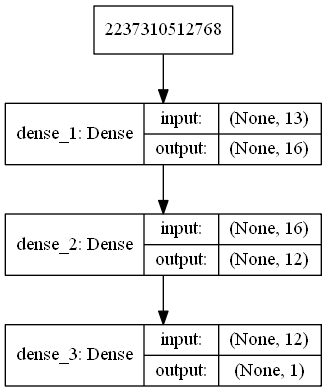 2237310512768
dense_1: Dense
input:
(None, 13)
output:
(None, 16)
dense_2: Dense
input:
(None, 16)
output:
(None, 12)
dense_3: Dense
input:
(None, 12)
output:
(None, 1)